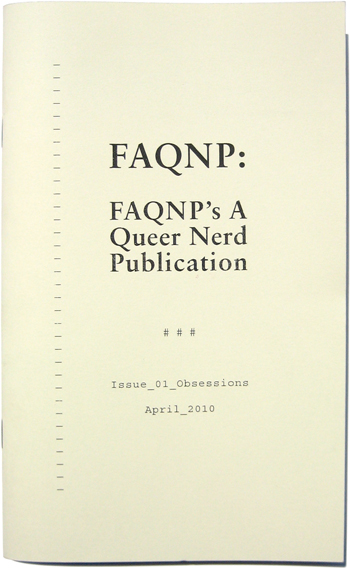 FAQNP:
FAQNP's A
Queer Nerd
Publication
# # #
Issue_01_Obsessions
April_2010